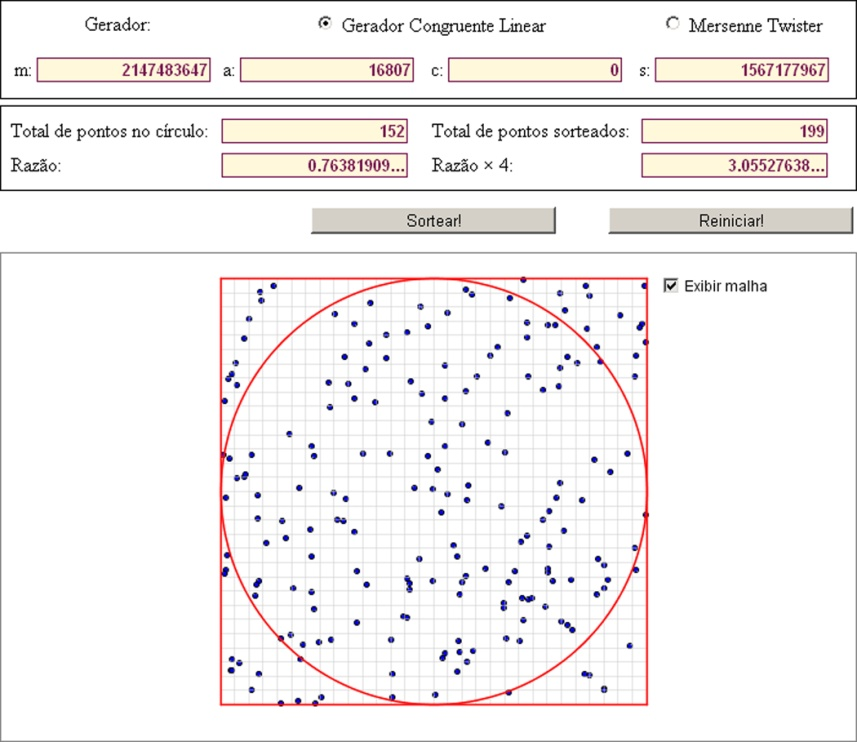 Gerador: Gerador Congruente Linear Mersenne Twister
m: 2147483647 a: 16807 c: 0 s: 1567177967
Total de pontos no círculo: 152 Total de pontos sorteados: 199
Razão: 0.76381909... Razão × 4: 3.05527638...
Sortear! Reiniciar!
Exibir malha